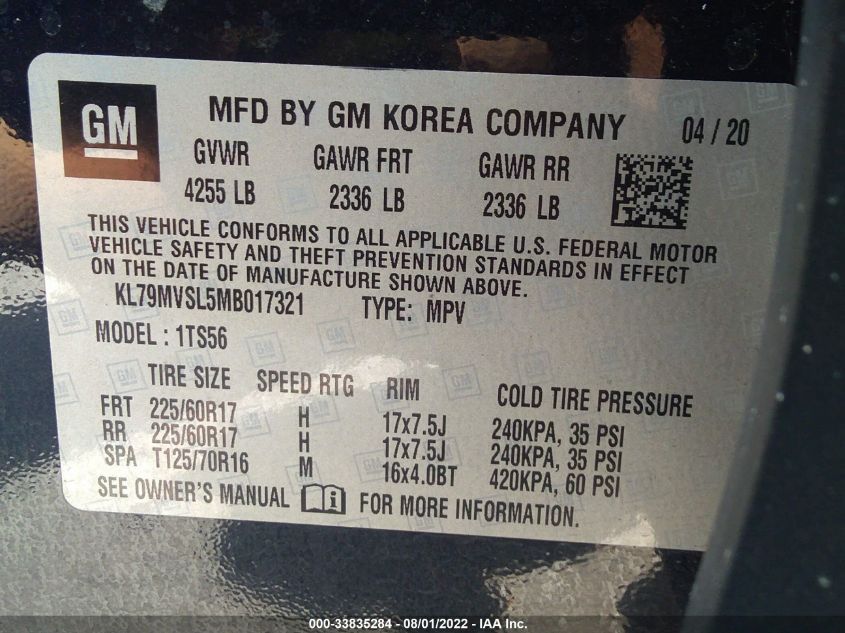 GM MFD BY GM KOREA COMPANY 04 / 20
GVWR GAWR FRT GAWR RR
4255 LB 2336 LB 2336 LB
THIS VEHICLE CONFORMS TO ALL APPLICABLE U.S. FEDERAL MOTOR
VEHICLE SAFETY AND THEFT PREVENTION STANDARDS IN EFFECT
ON THE DATE OF MANUFACTURE SHOWN ABOVE.
KL79MVSL5MB017321 TYPE: MPV
MODEL : 1TS56
TIRE SIZE SPEED RTG RIM COLD TIRE PRESSURE
FRT 225/60R17 H 17x7.5J 240KPA, 35 PSI
RR 225/60R17 H 17x7.5J 240KPA, 35 PSI
SPA T125/70R16 M 16x4.0BT 420KPA, 60 PSI
SEE OWNER'S MANUAL FOR MORE INFORMATION.
000-33835284 - 08/01/2022 - IAA Inc.